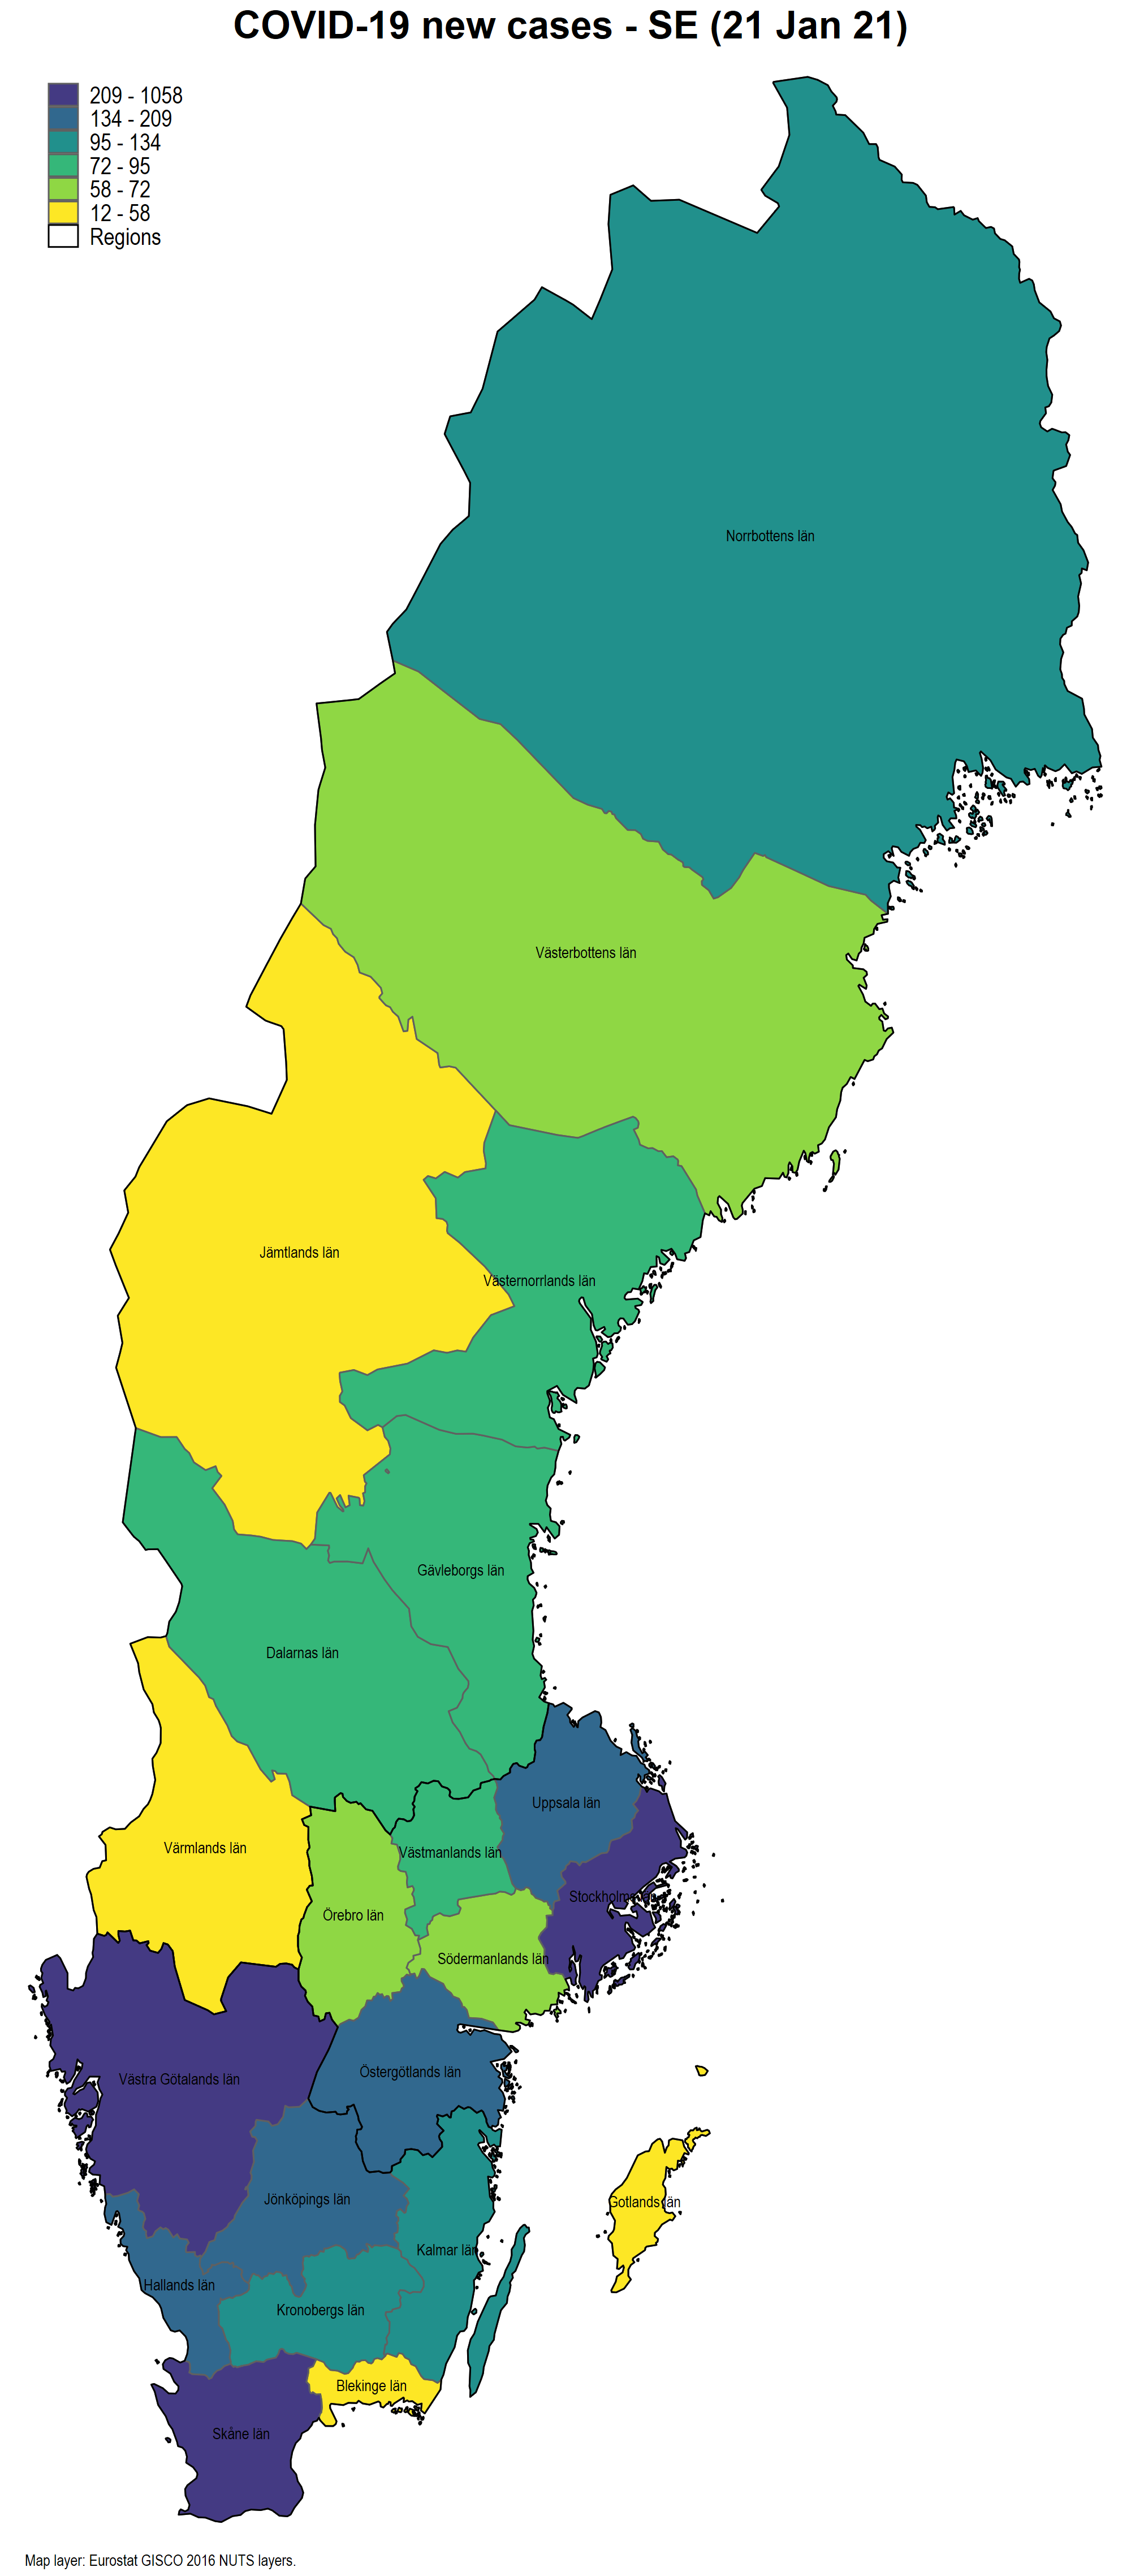 COVID-19 new cases - SE (21 Jan 21)
209 - 1058
134 - 209
95 - 134
72 - 95
58 - 72
12 - 58
Regions
Norrbottens län
Västerbottens län
Jämtlands län
Västernorrlands län
Gävleborgs län
Dalarnas län
Uppsala län
Värmlands län
Västmanlands län
Stockholms län
Örebro län
Södermanlands län
Östergötlands län
Västra Götalands län
Jönköpings län
Gotlands län
Kalmar län
Hallands län
Kronobergs län
Blekinge län
Skåne län
Map layer: Eurostat GISCO 2016 NUTS layers.